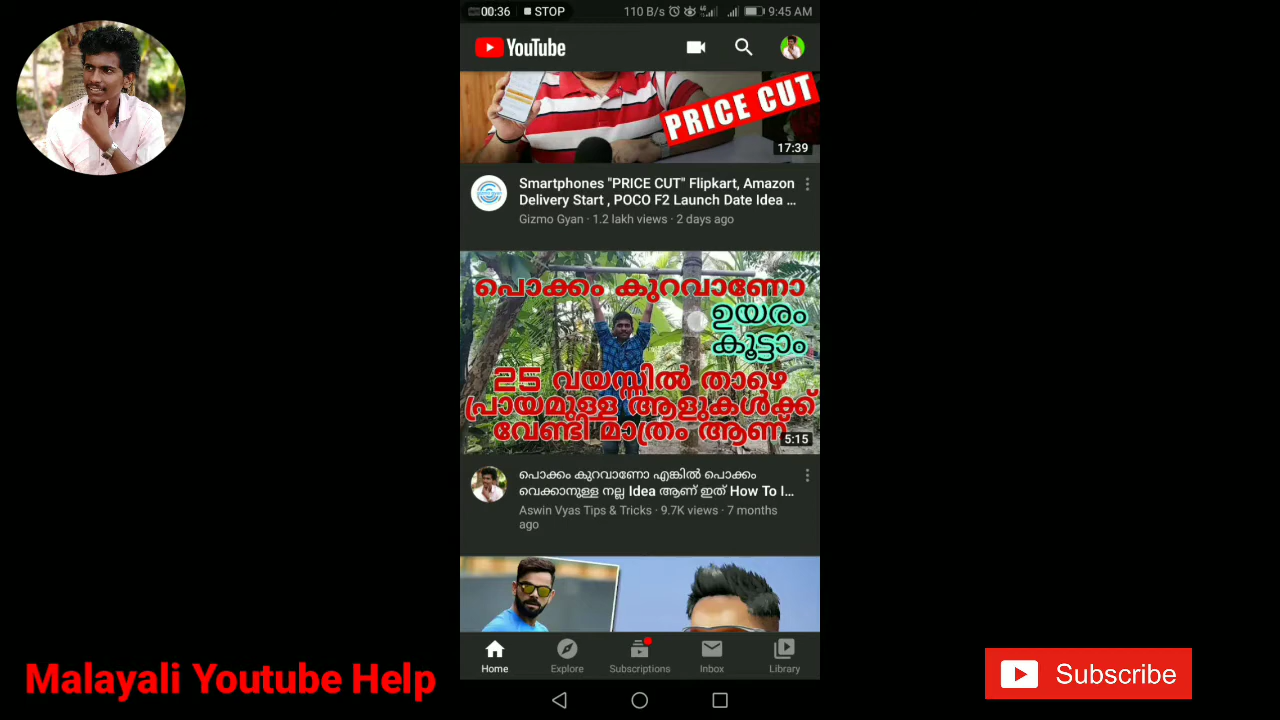 00:36 STOP 110 B/s 9:45 AM
YouTube
PRICE CUT
17:39
Smartphones "PRICE CUT" Flipkart, Amazon
Delivery Start , POCO F2 Launch Date Idea ...
Gizmo Gyan · 1.2 lakh views · 2 days ago
പൊക്കം കുറവാണോ
ഉയരം
കൂട്ടാം
25 വയസ്സിൽ താഴെ
പ്രായമുള്ള ആളുകൾക്ക്
വേണ്ടി മാത്രം ആണ്
5:15
പൊക്കം കുറവാണോ എങ്കിൽ പൊക്കം
വെക്കാനുള്ള നല്ല Idea ആണ് ഇത് How To I...
Aswin Vyas Tips & Tricks · 9.7K views · 7 months
ago
Home Explore Subscriptions Inbox Library
Malayali Youtube Help
Subscribe